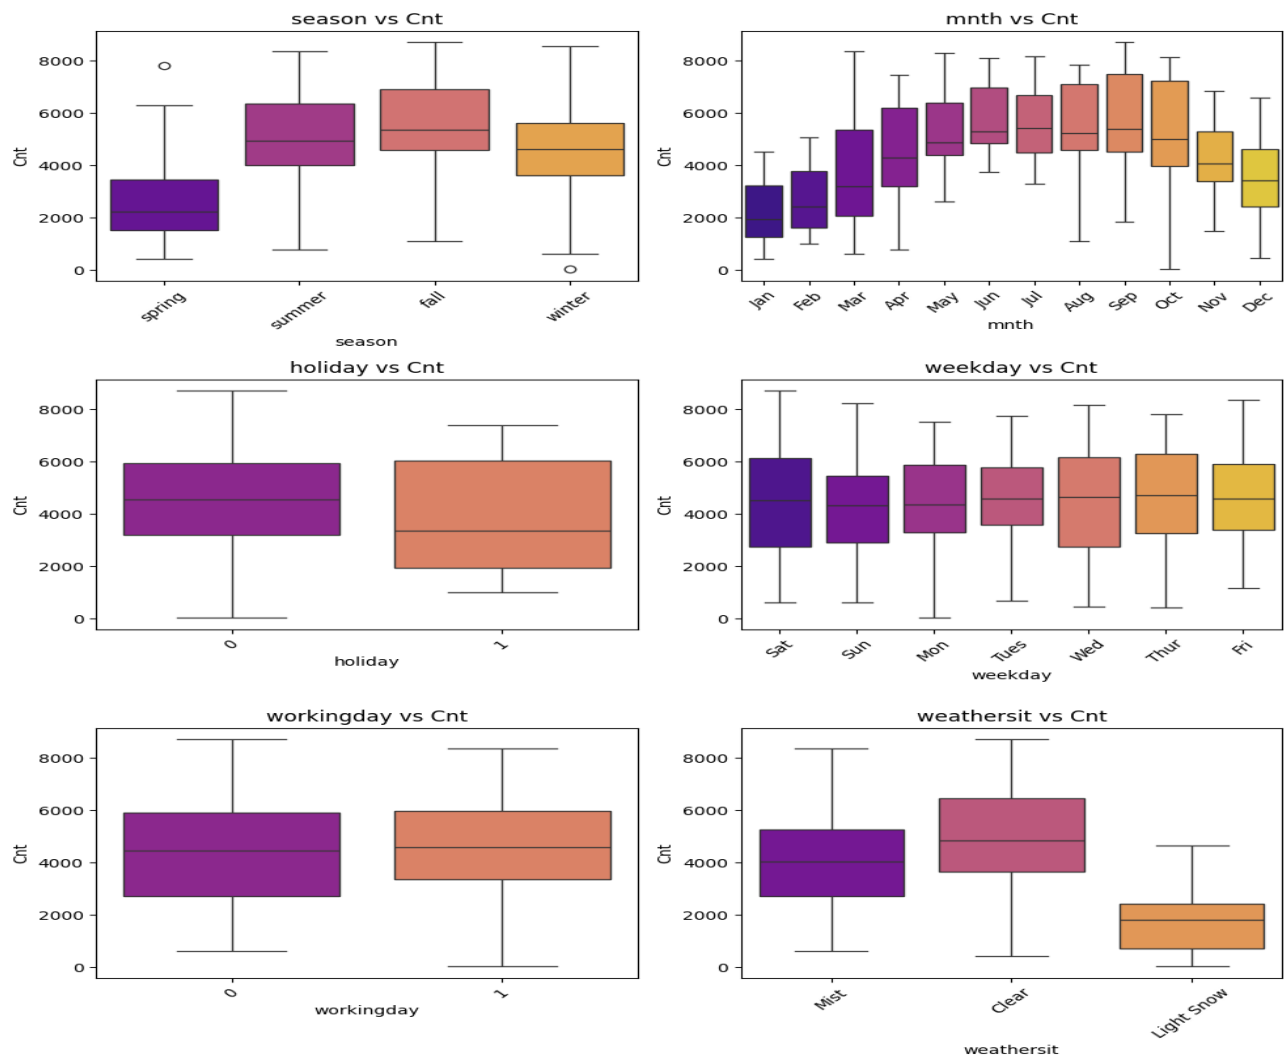 season vs Cnt
Cnt
8000
6000
4000
2000
0
spring
summer
fall
winter
season
mnth vs Cnt
Cnt
8000
6000
4000
2000
0
Jan
Feb
Mar
Apr
May
Jun
Jul
Aug
Sep
Oct
Nov
Dec
mnth
holiday vs Cnt
Cnt
8000
6000
4000
2000
0
0
1
holiday
weekday vs Cnt
Cnt
8000
6000
4000
2000
0
Sat
Sun
Mon
Tues
Wed
Thur
Fri
weekday
workingday vs Cnt
Cnt
8000
6000
4000
2000
0
0
1
workingday
weathersit vs Cnt
Cnt
8000
6000
4000
2000
0
Mist
Clear
Light Snow
weathersit